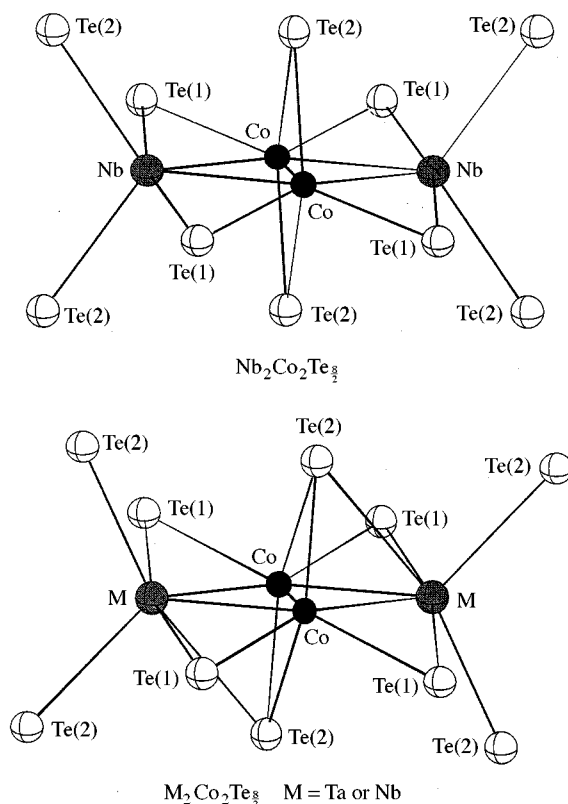 Te(2) Te(2) Te(2)
Te(1) Te(1)
Co
Nb Nb
Co
Te(1) Te(1)
Te(2) Te(2) Te(2)
Nb₂Co₂Te₈⁄₂
Te(2)
Te(2) Te(2)
Te(1) Te(1)
Co
M M
Co
Te(1) Te(1)
Te(2) Te(2) Te(2)
M₂Co₂Te₈⁄₂ M = Ta or Nb